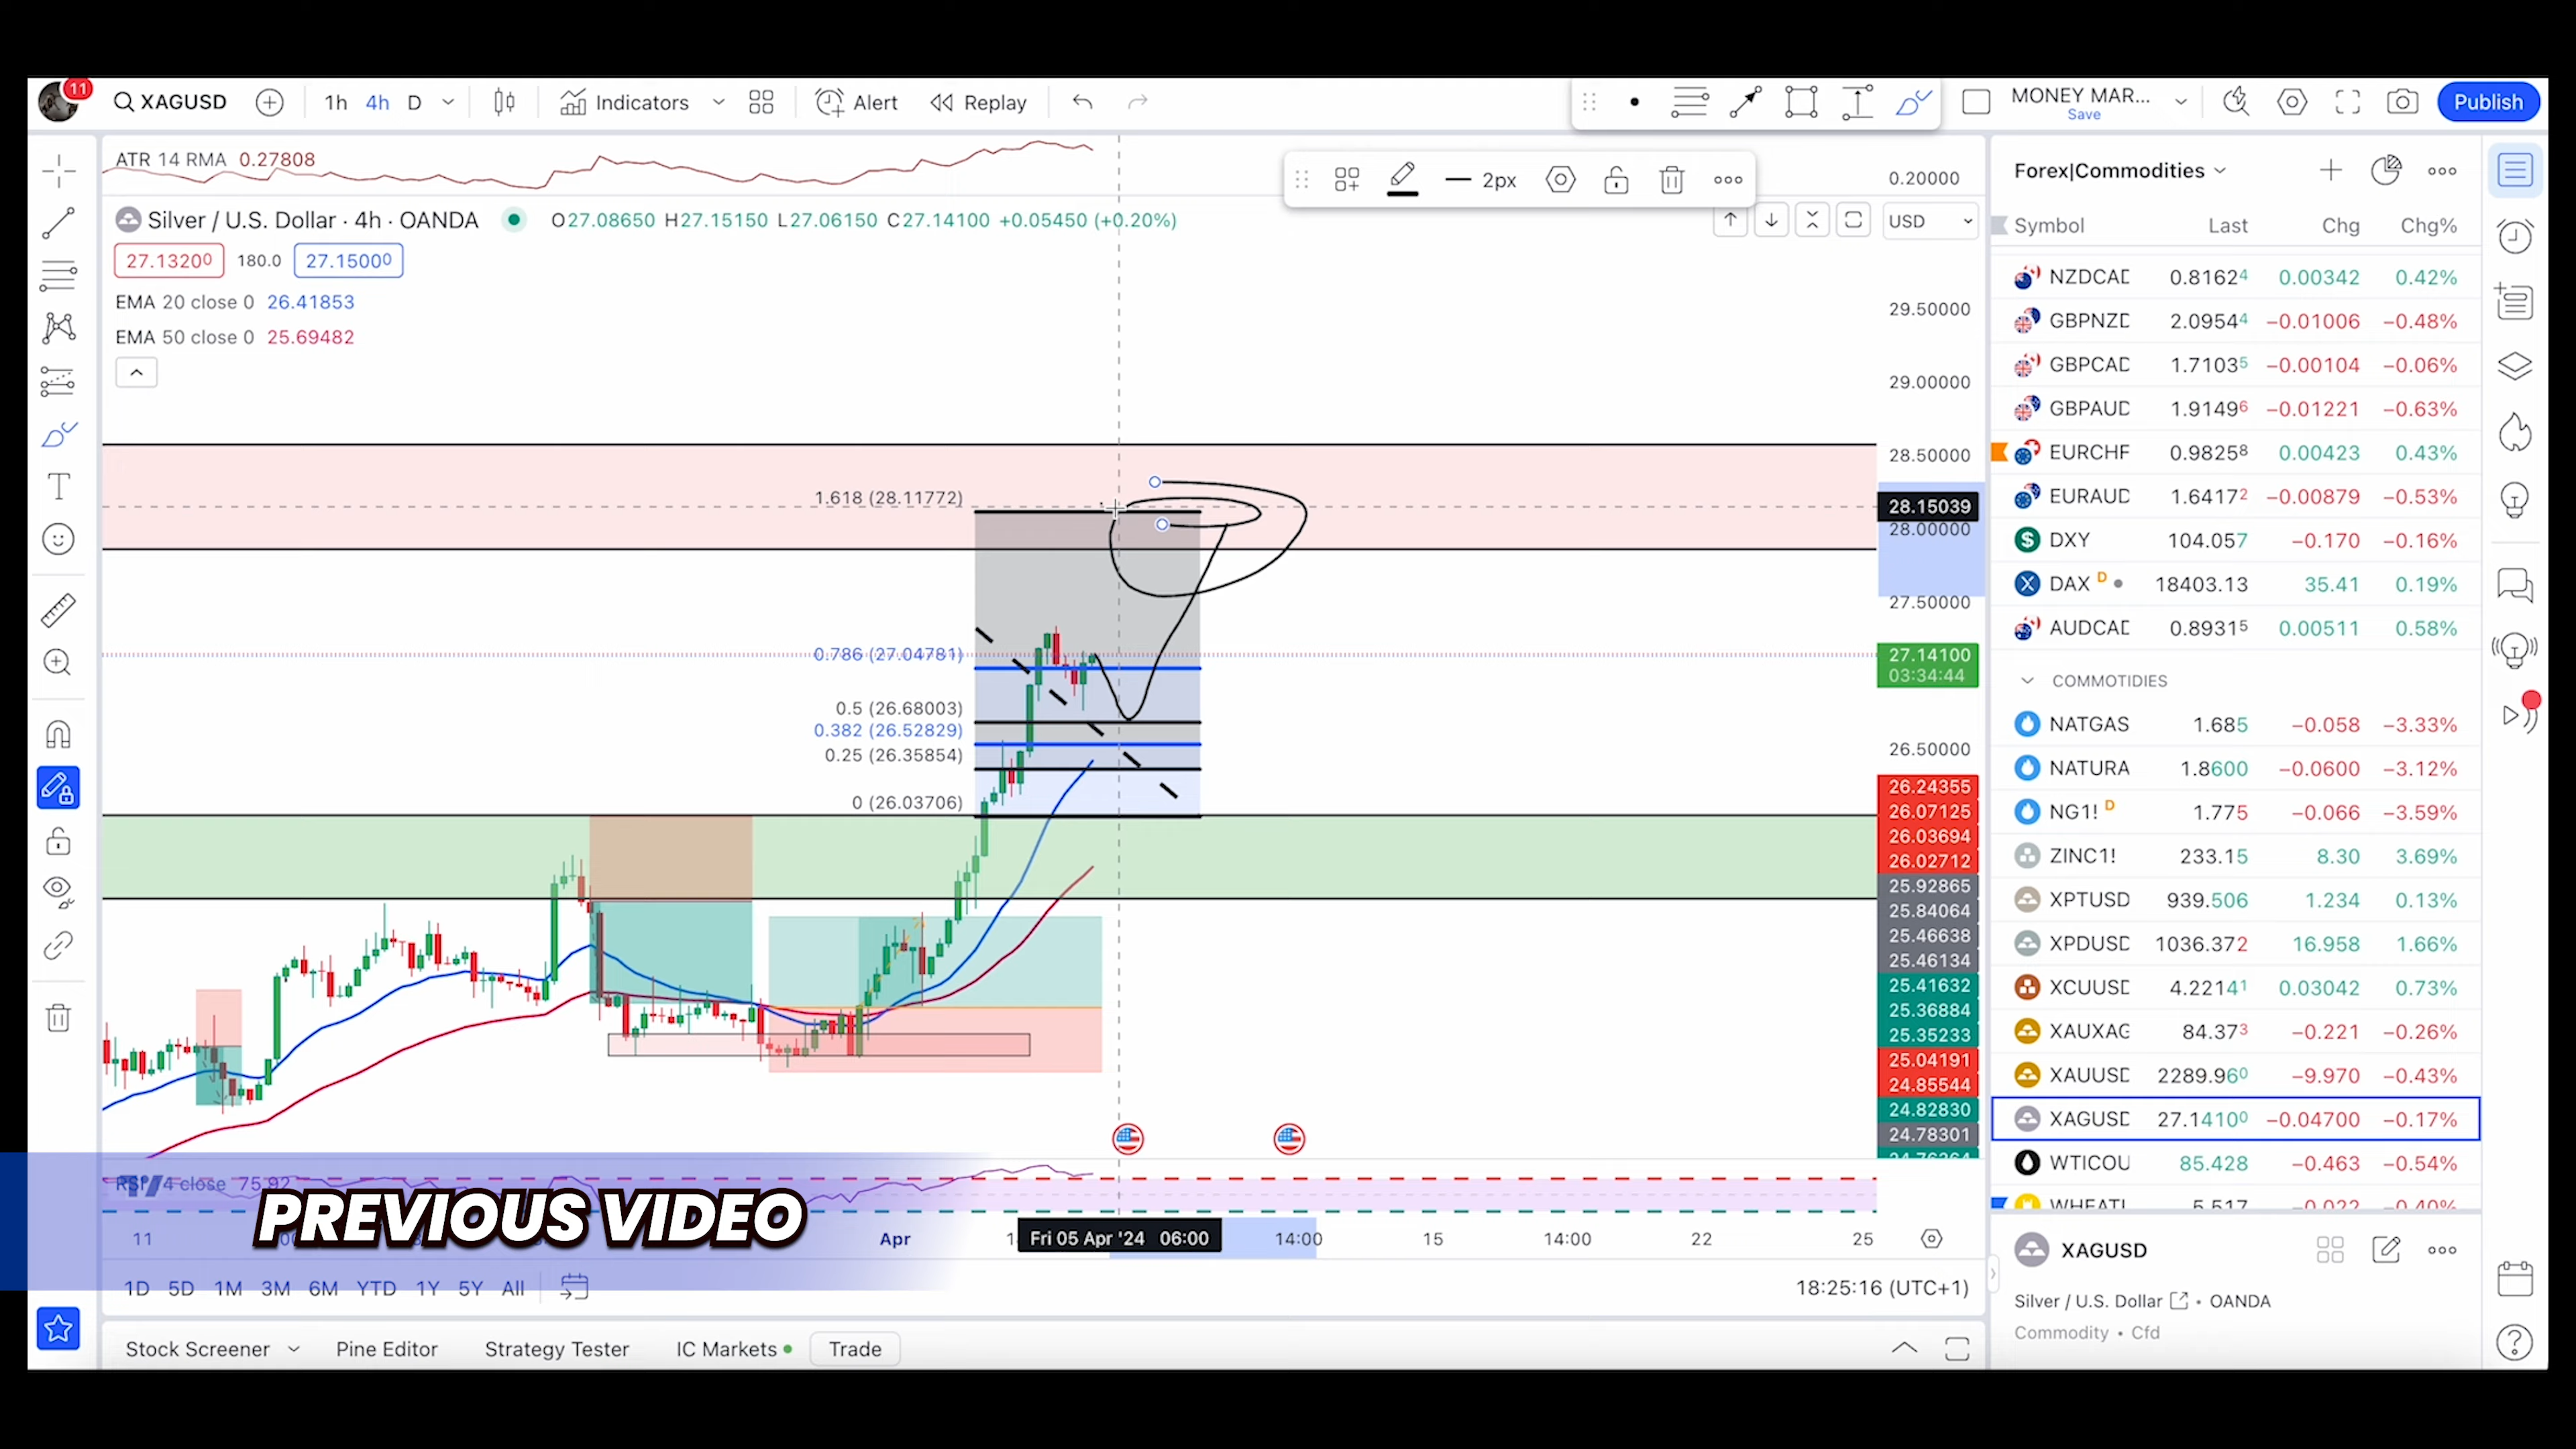 11
XAGUSD
1h 4h D
Indicators
Alert
Replay
MONEY MAR...
Save
Publish
ATR 14 RMA 0.27808
2px
0.20000
Silver / U.S. Dollar · 4h · OANDA
O27.08650 H27.15150 L27.06150 C27.14100 +0.05450 (+0.20%)
USD
27.13200 180.0 27.15000
EMA 20 close 0 26.41853
EMA 50 close 0 25.69482
29.50000
29.00000
28.50000
1.618 (28.11772)
28.15039
28.00000
27.50000
0.786 (27.04781)
27.14100
03:34:44
0.5 (26.68003)
0.382 (26.52829)
0.25 (26.35854)
0 (26.03706)
26.50000
26.24355
26.07125
26.03694
26.02712
25.92865
25.84064
25.46638
25.46134
25.41632
25.36884
25.35233
25.04191
24.85544
24.82830
24.78301
24.76364
4 close 75.92
PREVIOUS VIDEO
11
Apr
Fri 05 Apr '24 06:00
14:00
15
14:00
22
25
1D 5D 1M 3M 6M YTD 1Y 5Y All
18:25:16 (UTC+1)
Stock Screener
Pine Editor
Strategy Tester
IC Markets
Trade
Forex|Commodities
Symbol Last Chg Chg%
NZDCAD 0.81624 0.00342 0.42%
GBPNZD 2.09544 −0.01006 −0.48%
GBPCAD 1.71035 −0.00104 −0.06%
GBPAUD 1.91496 −0.01221 −0.63%
EURCHF 0.98258 0.00423 0.43%
EURAUD 1.64172 −0.00879 −0.53%
DXY 104.057 −0.170 −0.16%
DAX D 18403.13 35.41 0.19%
AUDCAD 0.89315 0.00511 0.58%
COMMOTIDIES
NATGAS 1.685 −0.058 −3.33%
NATURA 1.8600 −0.0600 −3.12%
NG1! D 1.775 −0.066 −3.59%
ZINC1! 233.15 8.30 3.69%
XPTUSD 939.506 1.234 0.13%
XPDUSD 1036.372 16.958 1.66%
XCUUSD 4.22141 0.03042 0.73%
XAUXAG 84.373 −0.221 −0.26%
XAUUSD 2289.960 −9.970 −0.43%
XAGUSD 27.14100 −0.04700 −0.17%
WTICOU 85.428 −0.463 −0.54%
WHEATI 5.517 −0.022 −0.40%
XAGUSD
Silver / U.S. Dollar • OANDA
Commodity • Cfd